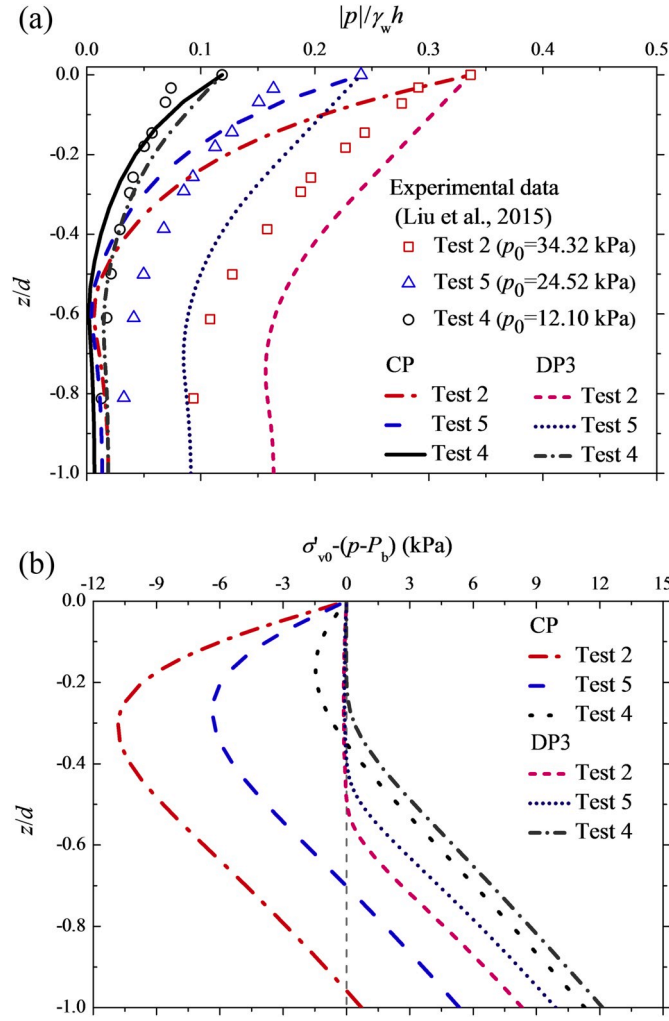 (a)
|p|/γwh
0.0 0.1 0.2 0.3 0.4 0.5
0.0
-0.2
-0.4
-0.6
-0.8
-1.0
z/d
Experimental data
(Liu et al., 2015)
Test 2 (p0=34.32 kPa)
Test 5 (p0=24.52 kPa)
Test 4 (p0=12.10 kPa)
CP DP3
Test 2 Test 2
Test 5 Test 5
Test 4 Test 4
(b)
σ'v0-(p-Pb) (kPa)
-12 -9 -6 -3 0 3 6 9 12 15
0.0
-0.2
-0.4
-0.6
-0.8
-1.0
z/d
CP
Test 2
Test 5
Test 4
DP3
Test 2
Test 5
Test 4